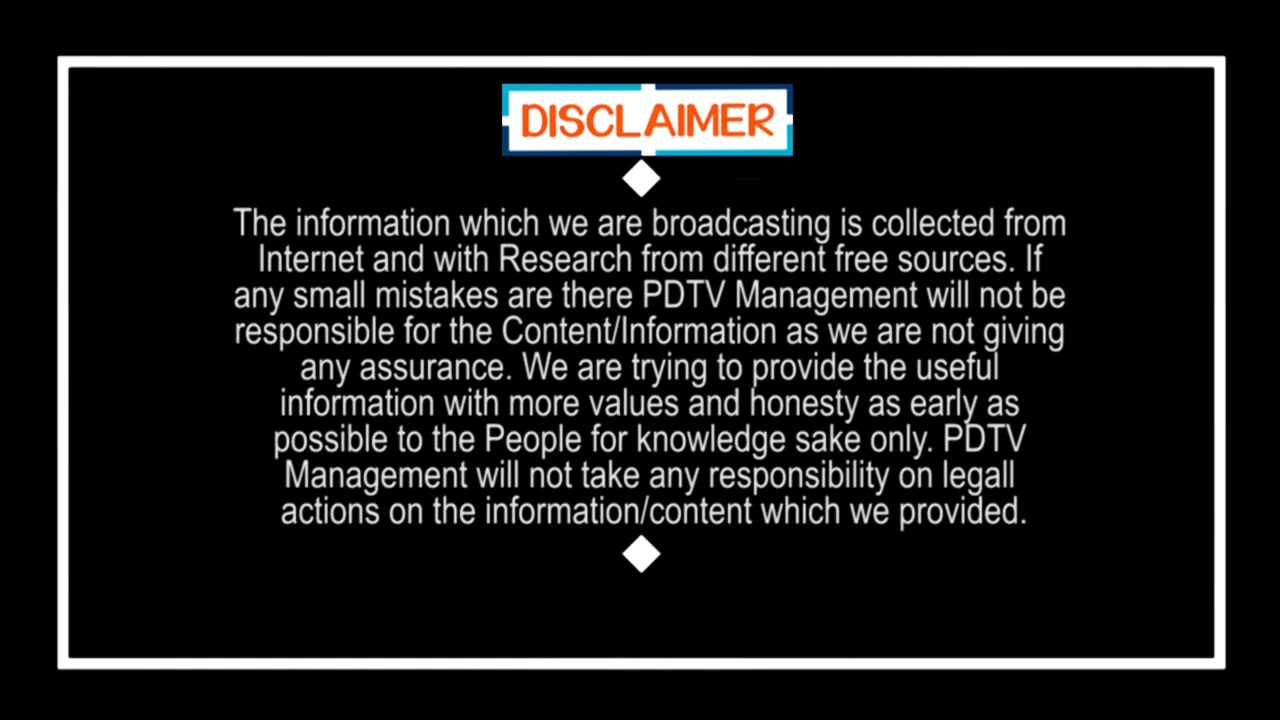 DISCLAIMER
The information which we are broadcasting is collected from
Internet and with Research from different free sources. If
any small mistakes are there PDTV Management will not be
responsible for the Content/Information as we are not giving
any assurance. We are trying to provide the useful
information with more values and honesty as early as
possible to the People for knowledge sake only. PDTV
Management will not take any responsibility on legall
actions on the information/content which we provided.